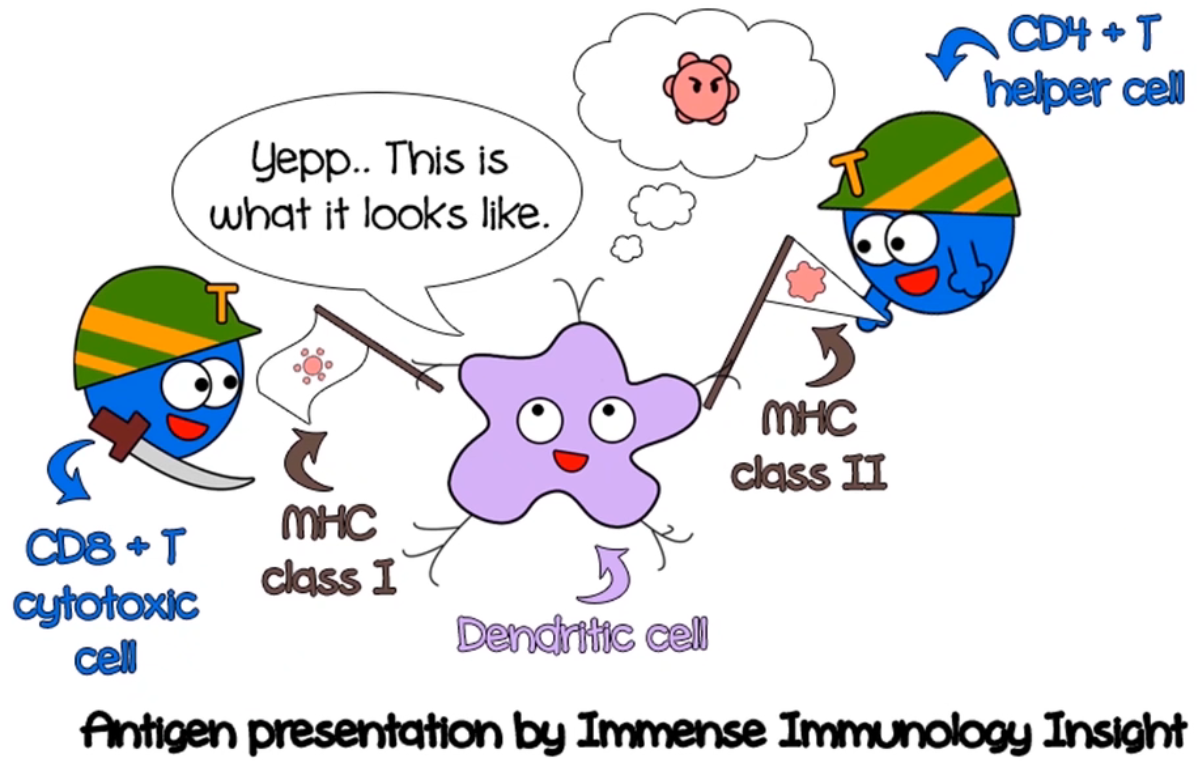 CD4 + T
helper cell
Yepp.. This is
what it looks like.
T
T
MHC
class II
MHC
class I
CD8 + T
cytotoxic
cell
Dendritic cell
Antigen presentation by Immense Immunology Insight